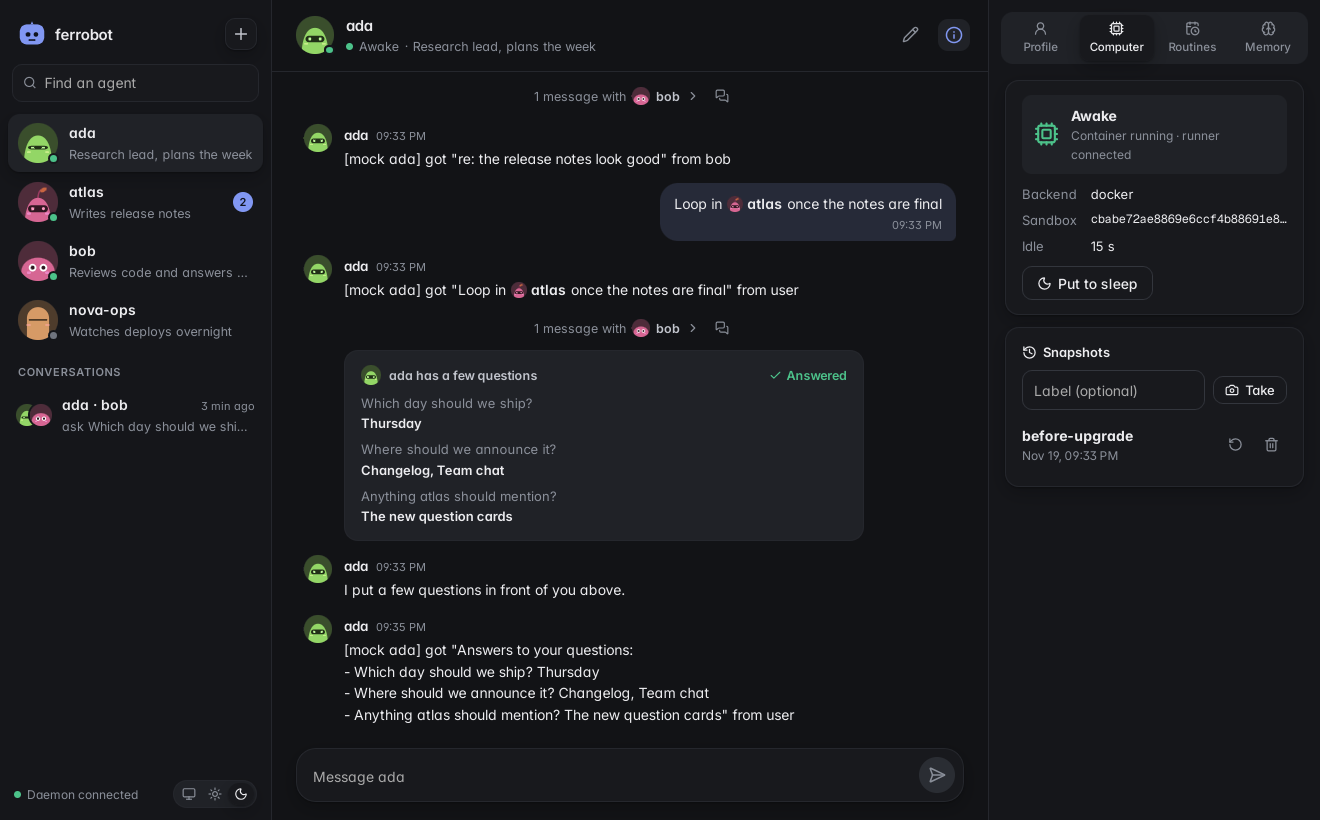 ferrobot
Find an agent
ada
Research lead, plans the week
atlas
Writes release notes
2
bob
Reviews code and answers ...
nova-ops
Watches deploys overnight
CONVERSATIONS
ada · bob
3 min ago
ask Which day should we shi...
Daemon connected
ada
Awake · Research lead, plans the week
1 message with bob
ada 09:33 PM
[mock ada] got "re: the release notes look good" from bob
Loop in atlas once the notes are final
09:33 PM
ada 09:33 PM
[mock ada] got "Loop in atlas once the notes are final" from user
1 message with bob
ada has a few questions
Answered
Which day should we ship?
Thursday
Where should we announce it?
Changelog, Team chat
Anything atlas should mention?
The new question cards
ada 09:33 PM
I put a few questions in front of you above.
ada 09:35 PM
[mock ada] got "Answers to your questions:
- Which day should we ship? Thursday
- Where should we announce it? Changelog, Team chat
- Anything atlas should mention? The new question cards" from user
Message ada
Profile
Computer
Routines
Memory
Awake
Container running · runner
connected
Backend docker
Sandbox cbabe72ae8869e6ccf4b88691e8…
Idle 15 s
Put to sleep
Snapshots
Label (optional)
Take
before-upgrade
Nov 19, 09:33 PM